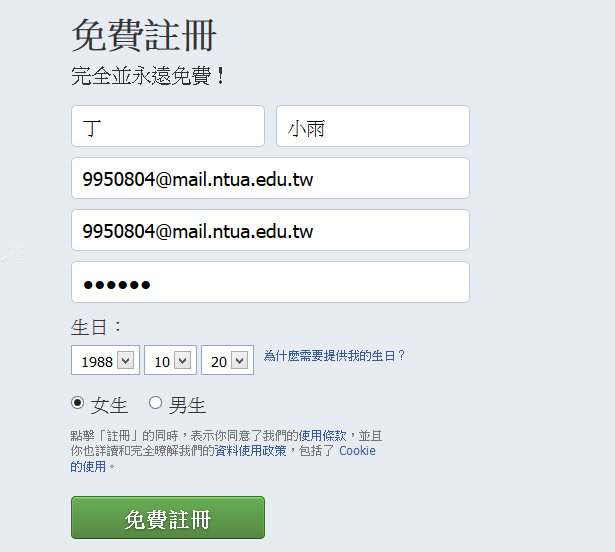 免費註冊
完全並永遠免費！
丁 小雨
9950804@mail.ntua.edu.tw
9950804@mail.ntua.edu.tw
●●●●●●
生日：
1988 10 20 為什麼需要提供我的生日？
女生 男生
點擊「註冊」的同時，表示你同意了我們的使用條款，並且
你也詳讀和完全瞭解我們的資料使用政策，包括了 Cookie
的使用。
免費註冊